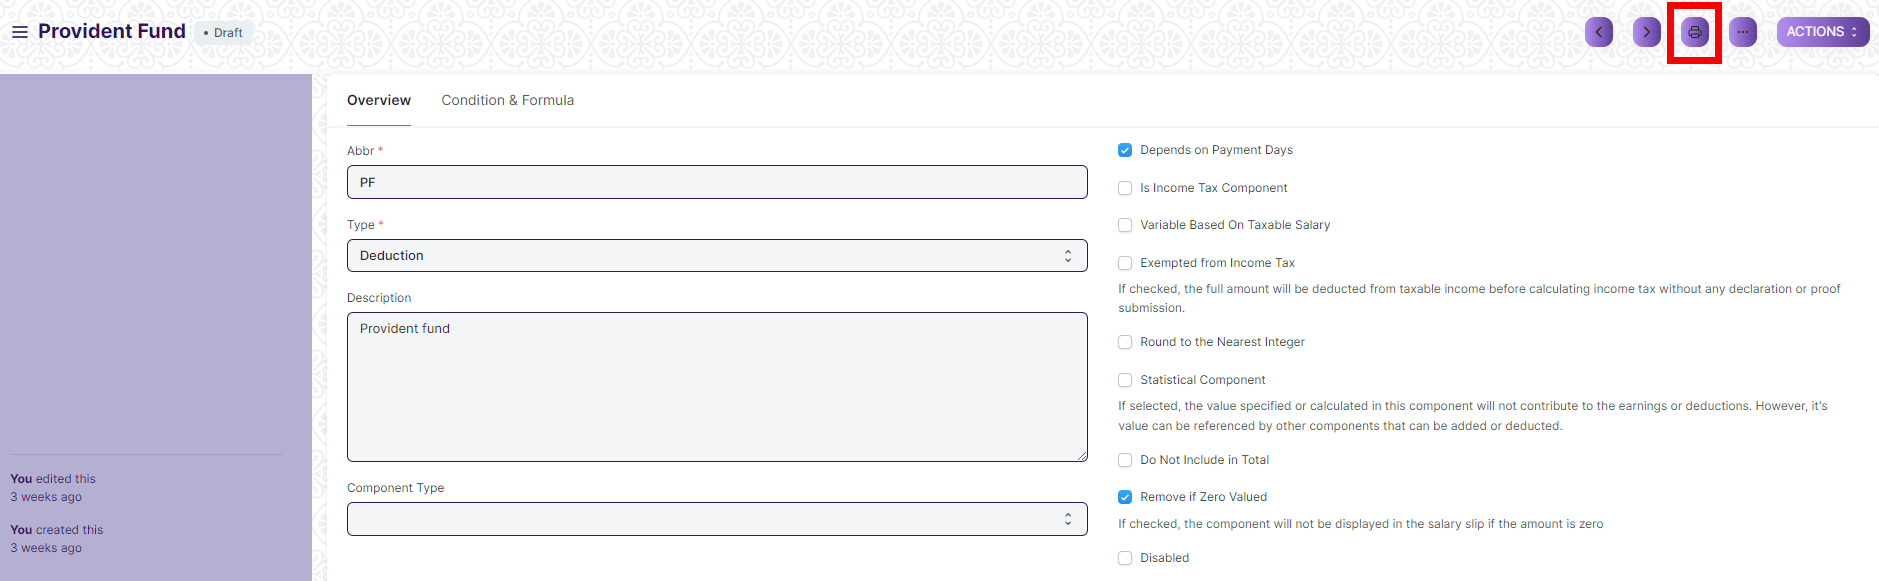 Provident Fund
• Draft
ACTIONS
Overview
Condition & Formula
Abbr *
PF
Type *
Deduction
Description
Provident fund
Component Type
Depends on Payment Days
Is Income Tax Component
Variable Based On Taxable Salary
Exempted from Income Tax
If checked, the full amount will be deducted from taxable income before calculating income tax without any declaration or proof
submission.
Round to the Nearest Integer
Statistical Component
If selected, the value specified or calculated in this component will not contribute to the earnings or deductions. However, it's
value can be referenced by other components that can be added or deducted.
Do Not Include in Total
Remove if Zero Valued
If checked, the component will not be displayed in the salary slip if the amount is zero
Disabled
You edited this
3 weeks ago
You created this
3 weeks ago